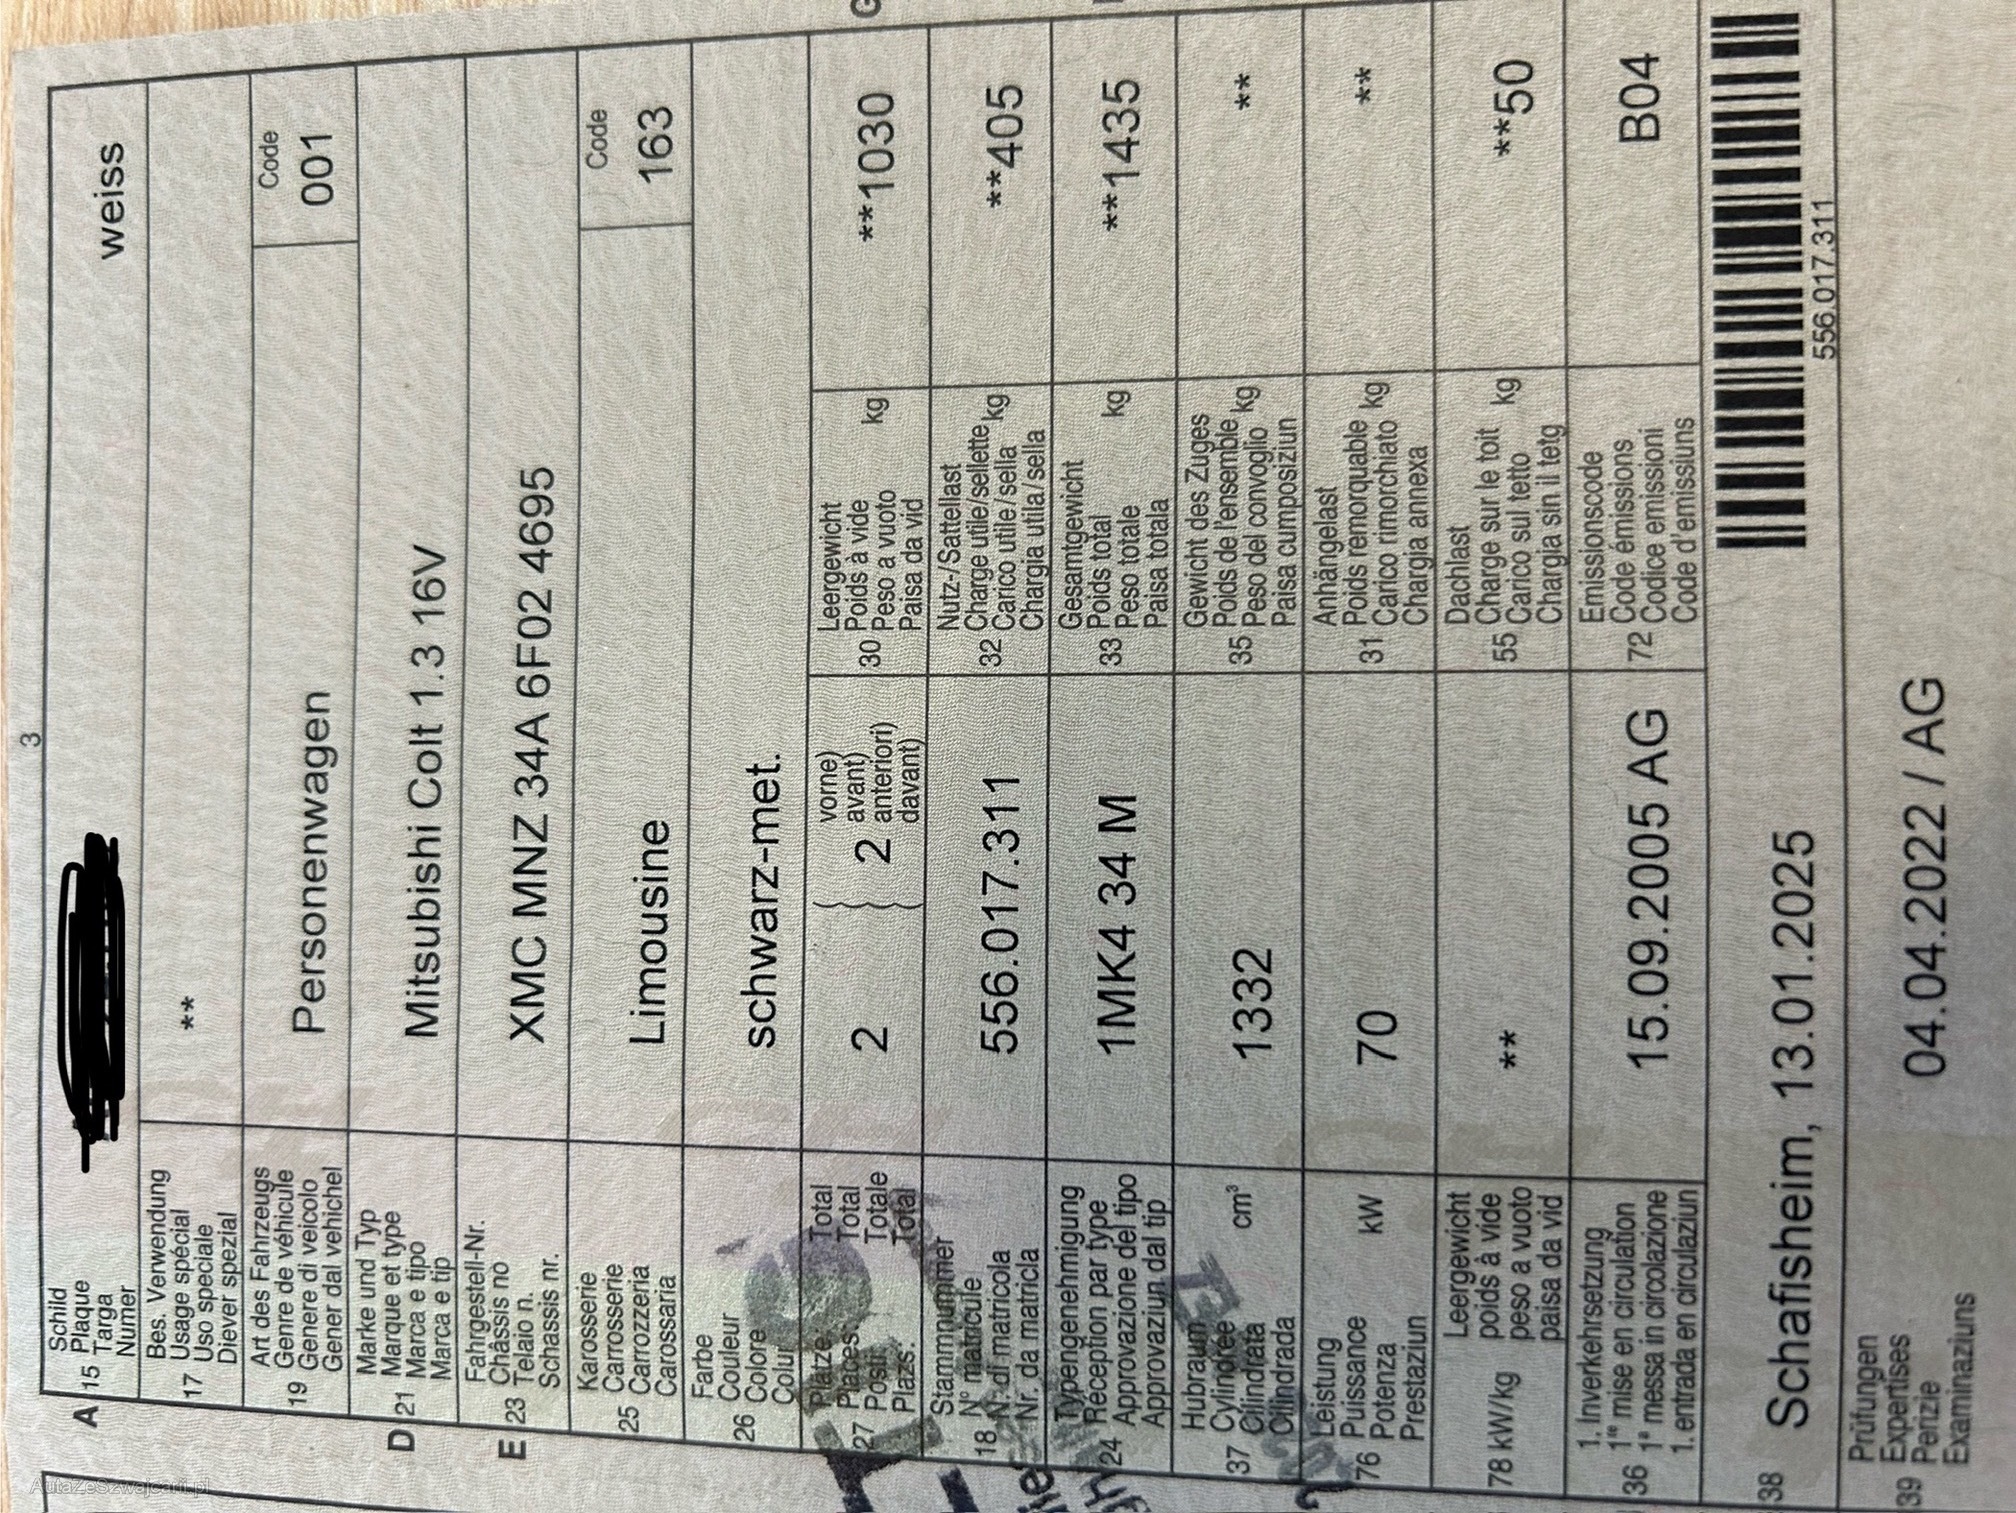 3
A
15
Schild
Plaque
Targa
Numer
weiss
17
Bes. Verwendung
Usage spécial
Uso speciale
Diever spezial
**
19
Art des Fahrzeugs
Genre de véhicule
Genere di veicolo
Gener dal vehichel
Personenwagen
Code
001
D
21
Marke und Typ
Marque et type
Marca e tipo
Marca e tip
Mitsubishi Colt 1.3 16V
E
23
Fahrgestell-Nr.
Châssis no
Telaio n.
Schassis nr.
XMC MNZ 34A 6F02 4695
25
Karosserie
Carrosserie
Carrozzeria
Carossaria
Limousine
Code
163
26
Farbe
Couleur
Colore
Colur
schwarz-met.
27
Plätze Total
Places Total
Posti Totale
Plazs. Total
2
2
vorne)
avant)
anteriori)
davant)
30
Leergewicht
Poids à vide
Peso a vuoto
Paisa da vid
kg
**1030
18
Stammnummer
N° matricule
N. di matricola
Nr. da matricla
556.017.311
32
Nutz-/Sattellast
Charge utile/sellette
Carico utile/sella
Chargia utila/sella
kg
**405
24
Typengenehmigung
Réception par type
Approvazione del tipo
Approvaziun dal tip
1MK4 34 M
33
Gesamtgewicht
Poids total
Peso totale
Paisa totala
kg
**1435
37
Hubraum
Cylindrée
Cilindrata
Cilindrada
cm³
1332
35
Gewicht des Zuges
Poids de l'ensemble
Peso del convoglio
Paisa cumposiziun
kg
**
76
Leistung
Puissance
Potenza
Prestaziun
kW
70
31
Anhängelast
Poids remorquable
Carico rimorchiato
Chargia annexa
kg
**
78 kW/kg
Leergewicht
poids à vide
peso a vuoto
paisa da vid
**
55
Dachlast
Charge sur le toit
Carico sul tetto
Chargia sin il tetg
kg
**50
36
1. Inverkehrsetzung
1re mise en circulation
1a messa in circolazione
1. entrada en circulaziun
15.09.2005 AG
72
Emissionscode
Code émissions
Codice emissioni
Code d'emissiuns
B04
38
Schafisheim, 13.01.2025
556.017.311
39
Prüfungen
Expertises
Perizie
Examinaziuns
04.04.2022 / AG
AutaZeSzwajcarii.pl